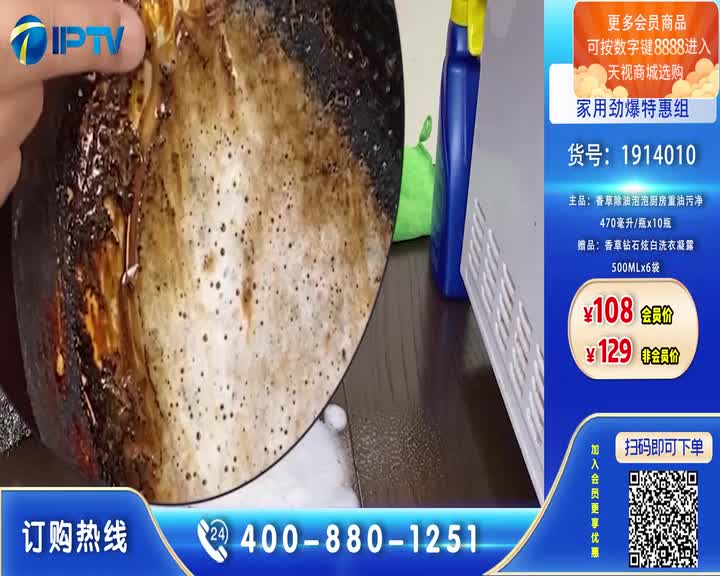 IPTV
更多会员商品
可按数字键8888进入
天视商城选购
家用劲爆特惠组
货号：1914010
主品：香草除油泡泡厨房重油污净
470毫升/瓶x10瓶
赠品：香草钻石炫白洗衣凝露
500MLx6袋
¥108 会员价
¥129 非会员价
加入会员更享优惠
扫码即可下单
订购热线
24
400-880-1251